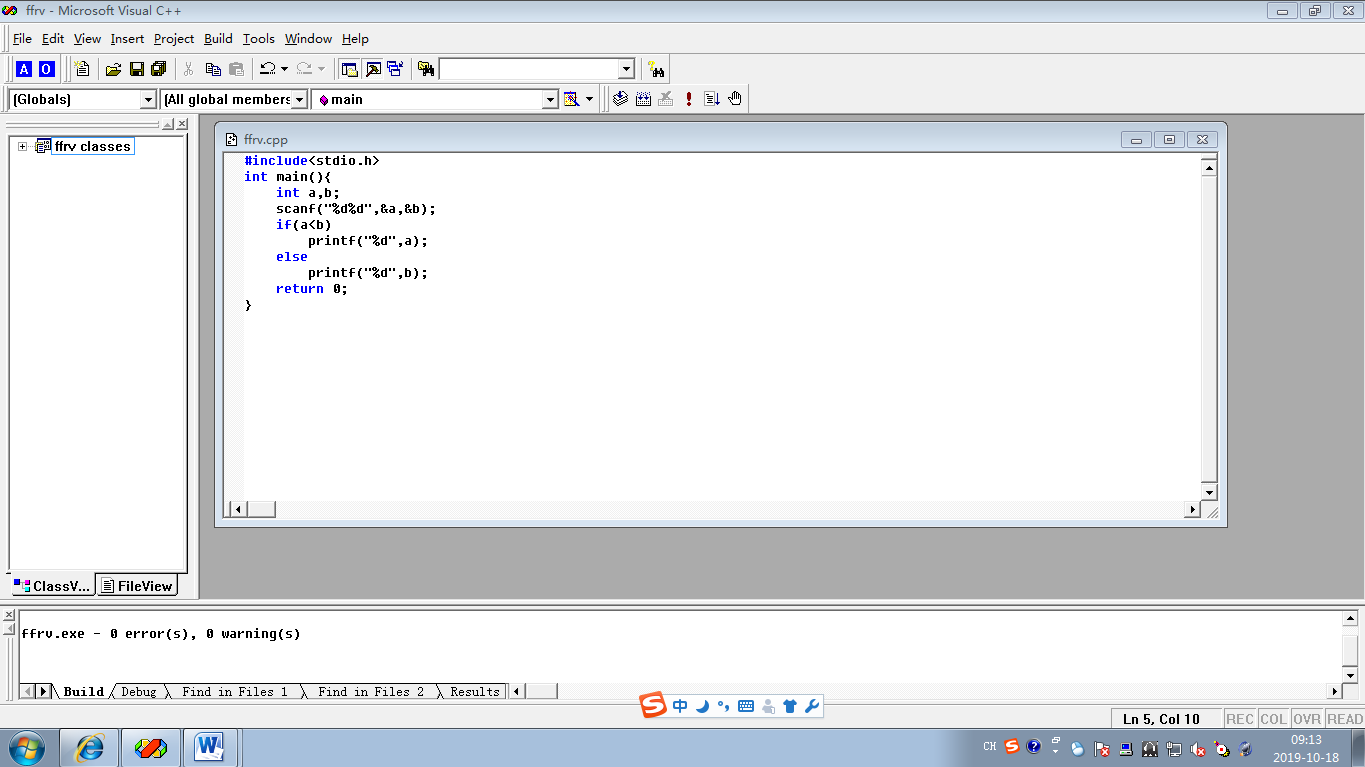 ffrv - Microsoft Visual C++
File Edit View Insert Project Build Tools Window Help
A O
(Globals) (All global members main
ffrv classes
ffrv.cpp
#include<stdio.h>
int main(){
    int a,b;
    scanf("%d%d",&a,&b);
    if(a<b)
        printf("%d",a);
    else
        printf("%d",b);
    return 0;
}
ClassV... FileView
ffrv.exe - 0 error(s), 0 warning(s)
Build Debug Find in Files 1 Find in Files 2 Results
S 中
Ln 5, Col 10 REC COL OVR READ
W CH S ? 09:13
2019-10-18